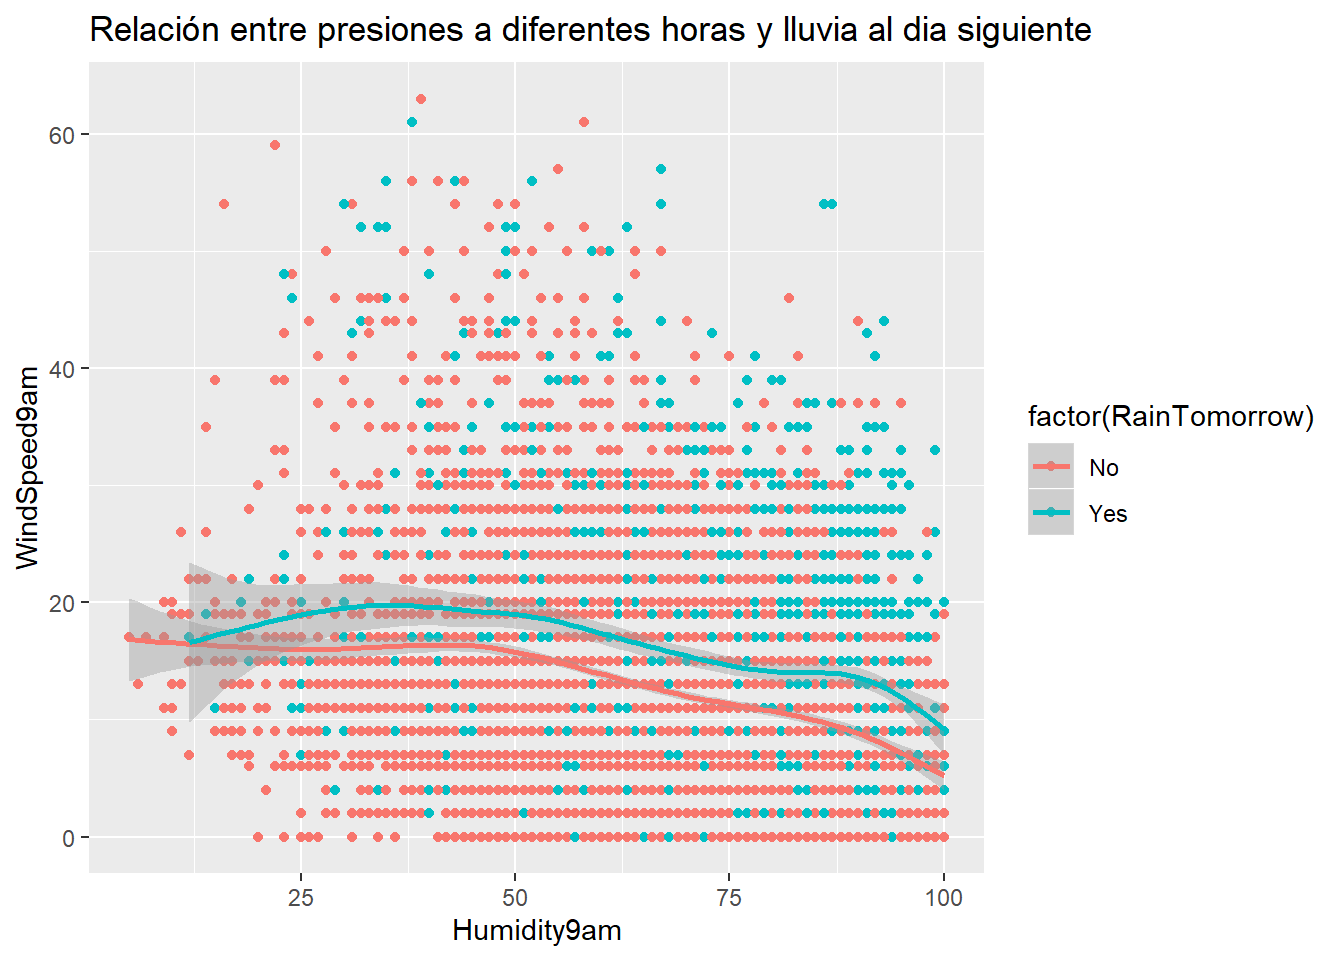 Relación entre presiones a diferentes horas y lluvia al dia siguiente
60
40
20
0
WindSpeed9am
25 50 75 100
Humidity9am
factor(RainTomorrow)
No
Yes